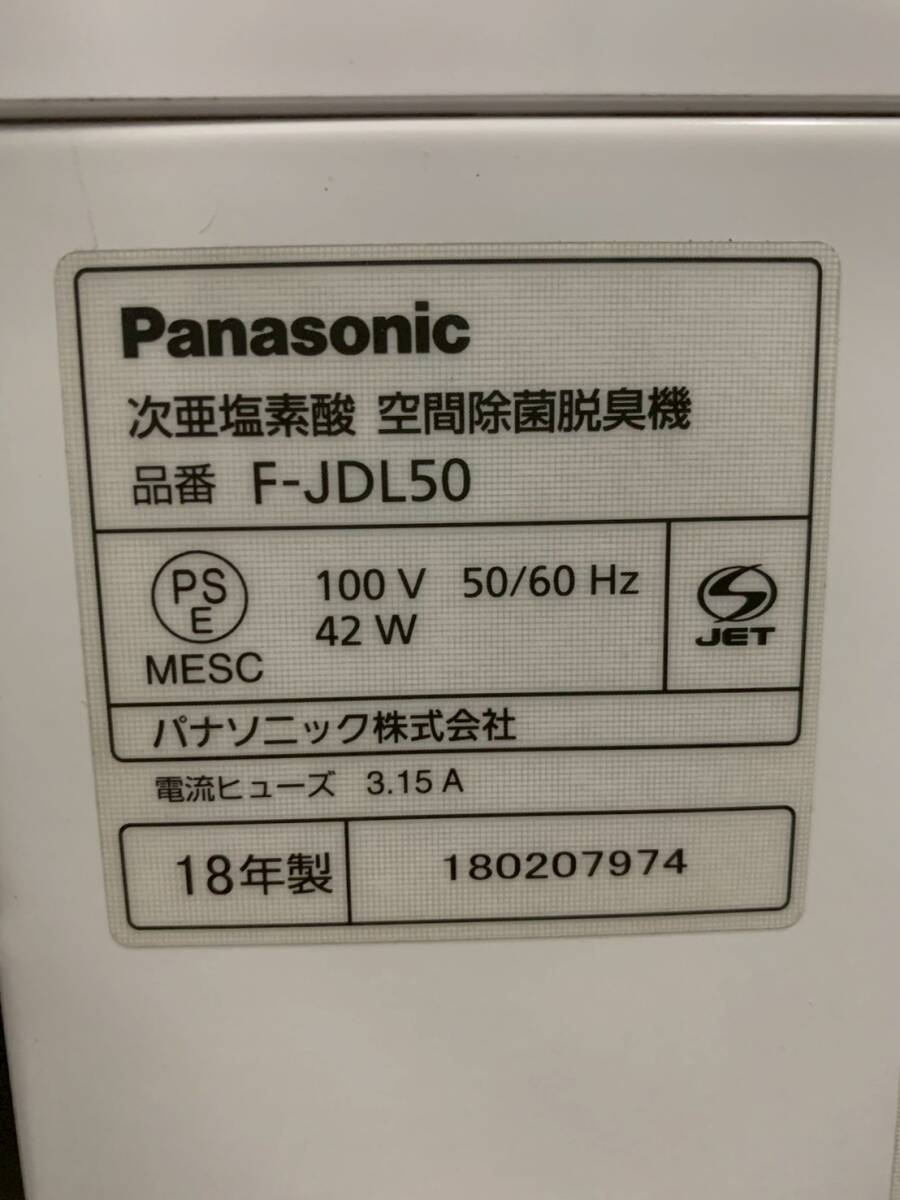 Panasonic
次亜塩素酸 空間除菌脱臭機
品番 F-JDL50
PS
E
MESC
100 V 50/60 Hz
42 W
JET
パナソニック株式会社
電流ヒューズ 3.15 A
18年製
180207974